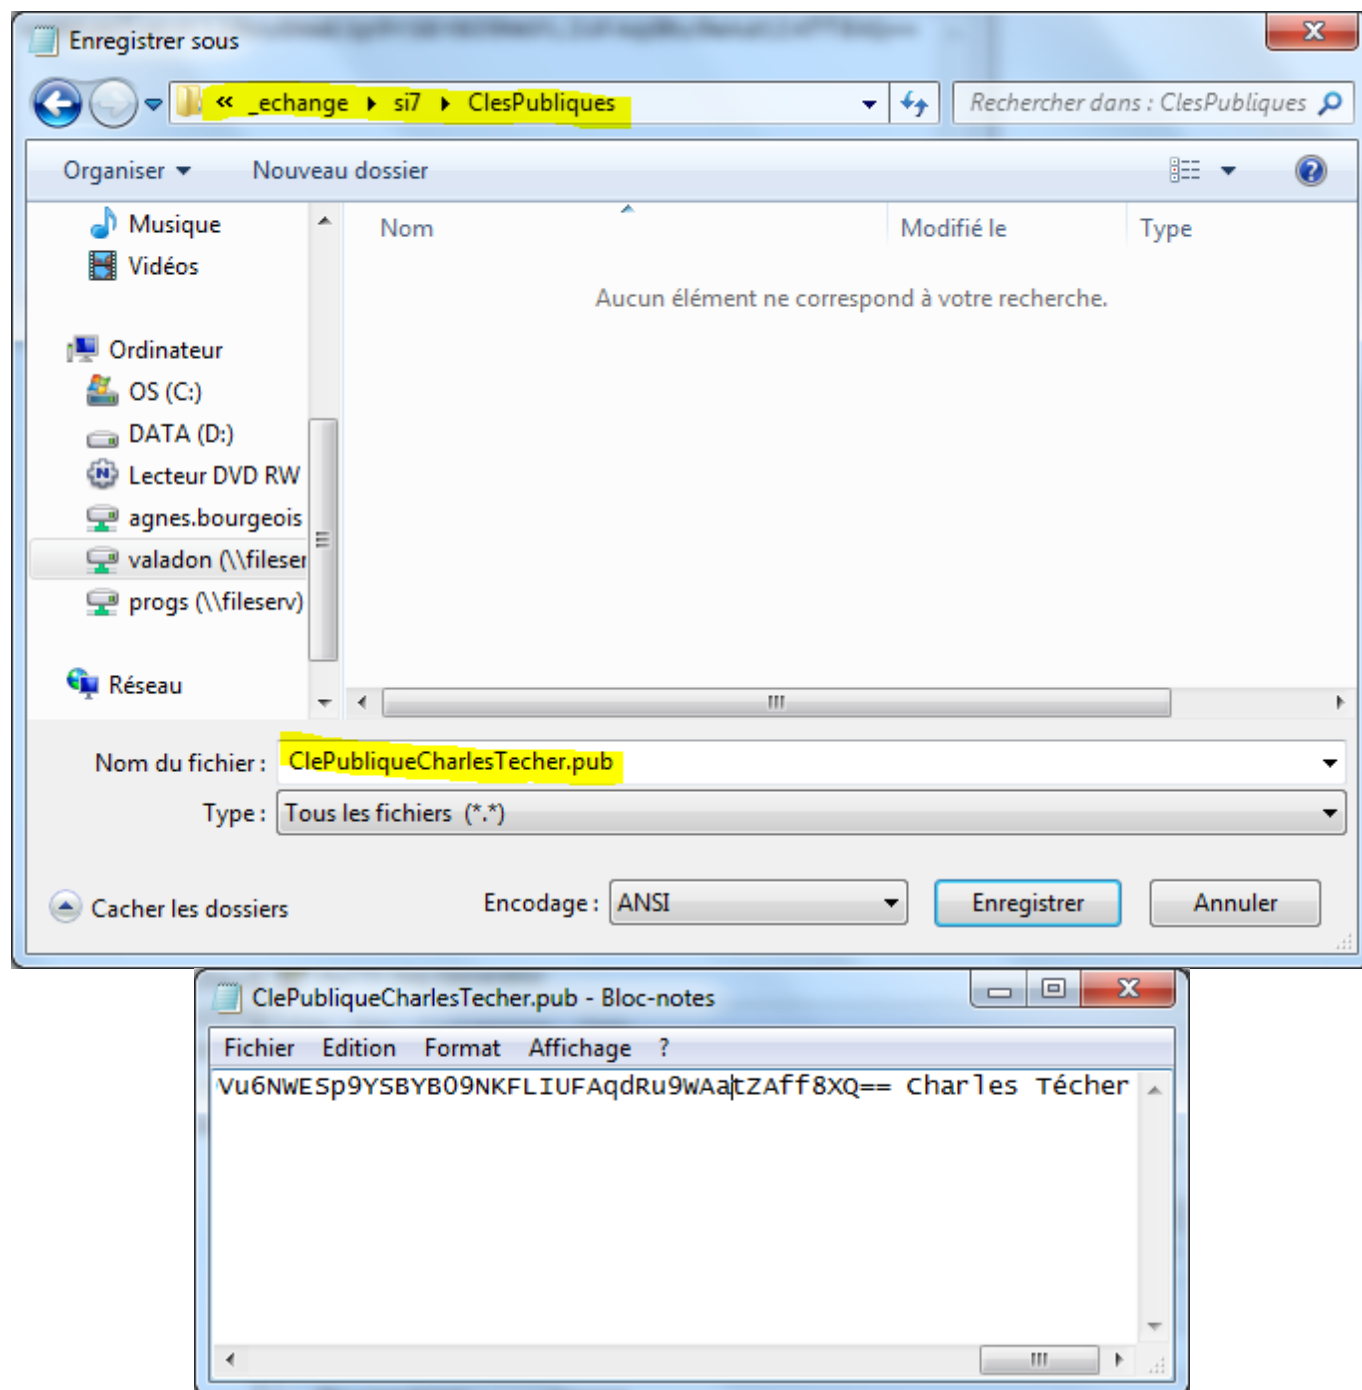 Enregistrer sous
« _echange ▸ si7 ▸ ClesPubliques
Rechercher dans : ClesPubliques
Organiser
Nouveau dossier
Musique
Vidéos
Ordinateur
OS (C:)
DATA (D:)
Lecteur DVD RW
agnes.bourgeois
valadon (\\fileser
progs (\\fileserv)
Réseau
Nom
Modifié le
Type
Aucun élément ne correspond à votre recherche.
Nom du fichier : ClePubliqueCharlesTecher.pub
Type : Tous les fichiers (*.*)
Cacher les dossiers
Encodage : ANSI
Enregistrer
Annuler
ClePubliqueCharlesTecher.pub - Bloc-notes
Fichier Edition Format Affichage ?
Vu6NWESp9YSBYB09NKFLIUFAqdRu9WAatZAff8XQ== Charles Técher